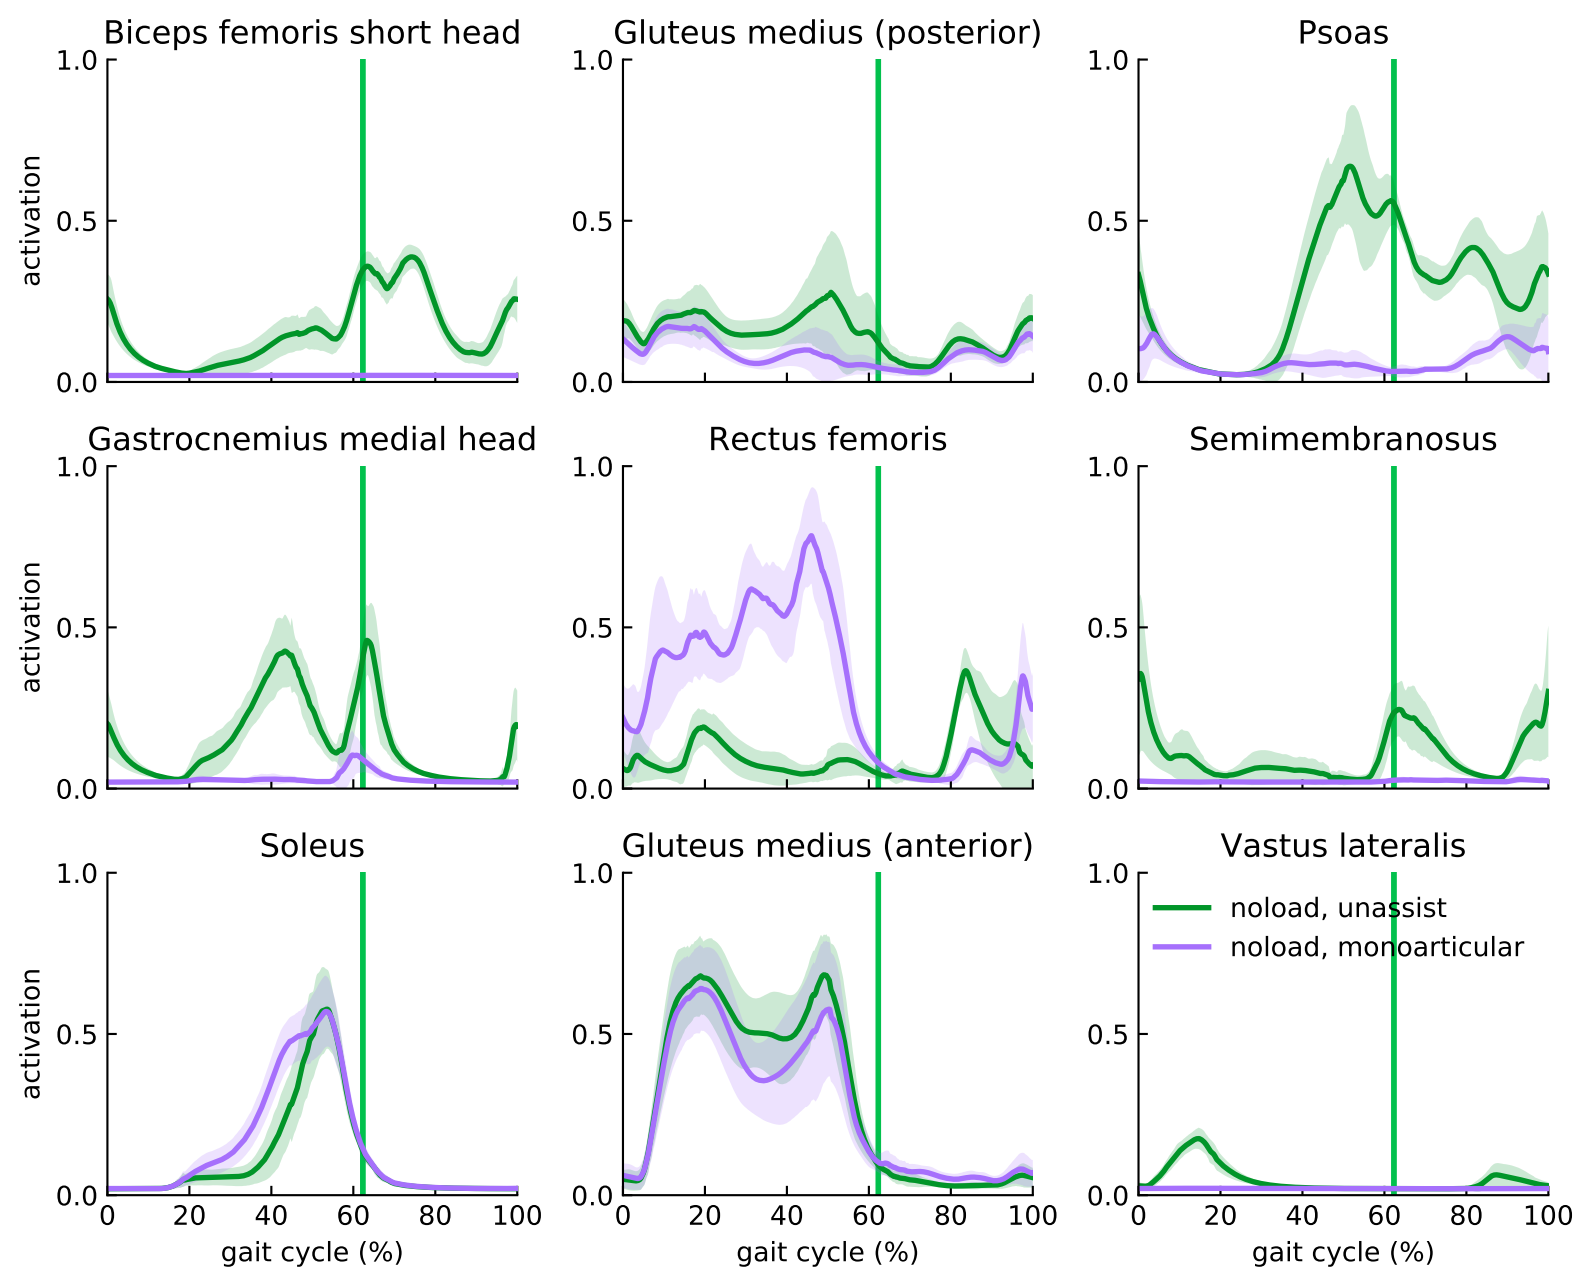 Biceps femoris short head
Gluteus medius (posterior)
Psoas
1.0
0.5
0.0
activation
1.0
0.5
0.0
1.0
0.5
0.0
Gastrocnemius medial head
Rectus femoris
Semimembranosus
1.0
0.5
0.0
activation
1.0
0.5
0.0
1.0
0.5
0.0
Soleus
Gluteus medius (anterior)
Vastus lateralis
1.0
0.5
0.0
activation
0 20 40 60 80 100
gait cycle (%)
1.0
0.5
0.0
0 20 40 60 80 100
gait cycle (%)
1.0
0.5
0.0
noload, unassist
noload, monoarticular
0 20 40 60 80 100
gait cycle (%)